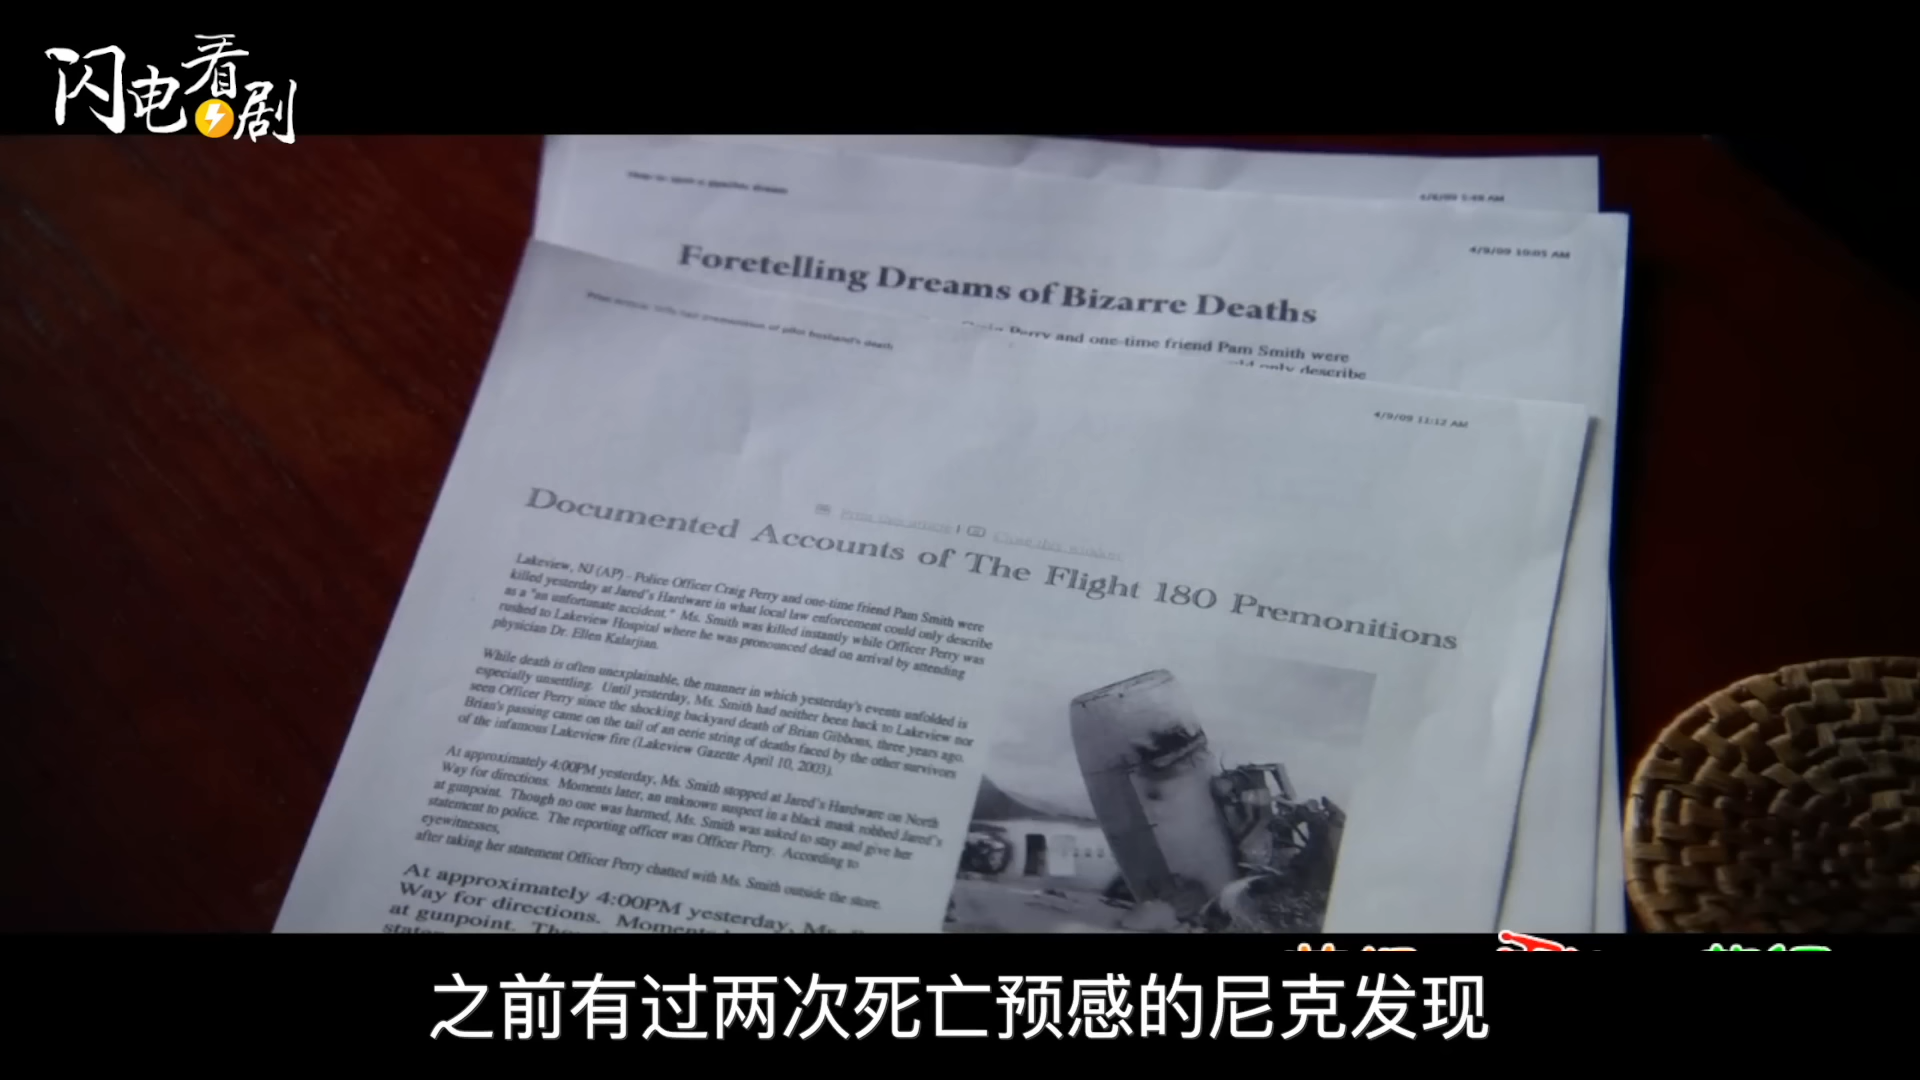 闪电看剧
4/9/09 10:05 AM
Foretelling Dreams of Bizarre Deaths
Perry and one-time friend Pam Smith were
only describe
4/9/09 11:12 AM
Documented Accounts of The Flight 180 Premonitions
Lakeview, NJ (AP) - Police Officer Craig Perry and one-time friend Pam Smith were
killed yesterday at Jared's Hardware in what local law enforcement could only describe
as a "an unfortunate accident." Ms. Smith was killed instantly while Officer Perry was
rushed to Lakeview Hospital where he was pronounced dead on arrival by attending
physician Dr. Ellen Kalarjian.
While death is often unexplainable, the manner in which yesterday's events unfolded is
especially unsettling. Until yesterday, Ms. Smith had neither been back to Lakeview nor
seen Officer Perry since the shocking backyard death of Brian Gibbons, three years ago.
Brian's passing came on the tail of an eerie string of deaths faced by the other survivors
of the infamous Lakeview fire (Lakeview Gazette April 10, 2003).
At approximately 4:00PM yesterday, Ms. Smith stopped at Jared's Hardware on North
Way for directions. Moments later, an unknown suspect in a black mask robbed Jared's
at gunpoint. Though no one was harmed, Ms. Smith was asked to stay and give her
statement to police. The reporting officer was Officer Perry. According to
eyewitnesses,
after taking her statement Officer Perry chatted with Ms. Smith outside the store.
At approximately 4:00PM yesterday, Ms.
Way for directions.
at gunpoint.
之前有过两次死亡预感的尼克发现